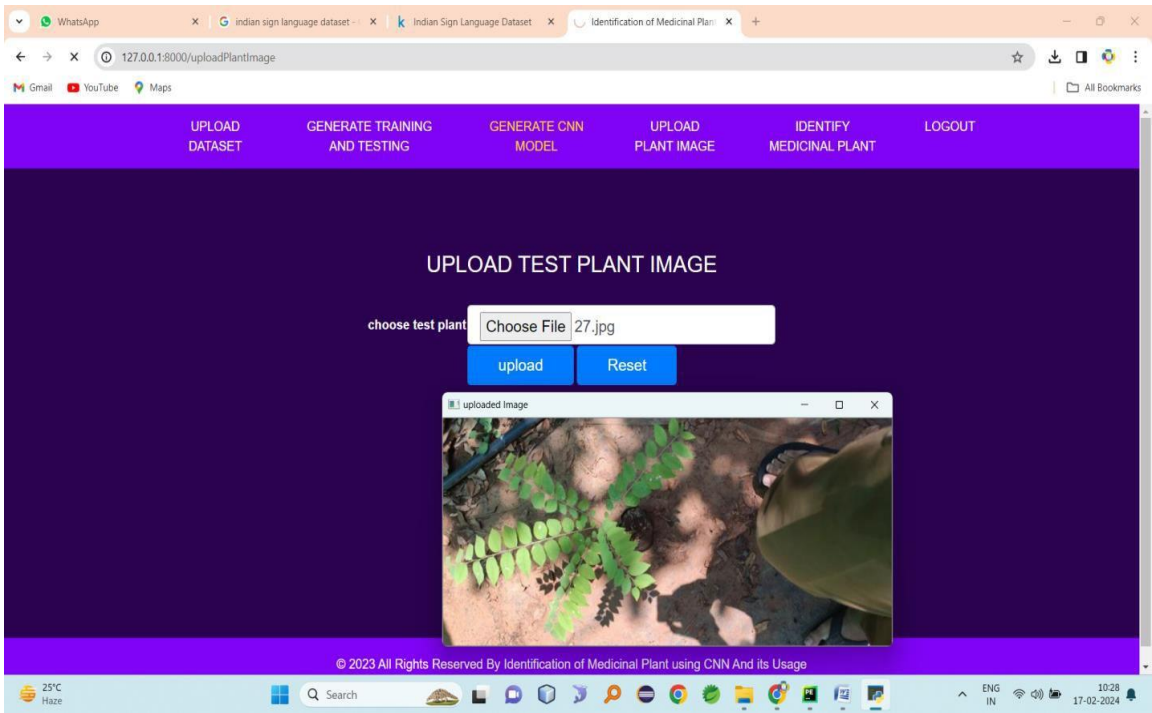 WhatsApp
indian sign language dataset -
Indian Sign Language Dataset
Identification of Medicinal Plan
127.0.0.1:8000/uploadPlantImage
Gmail
YouTube
Maps
All Bookmarks
UPLOAD
DATASET
GENERATE TRAINING
AND TESTING
GENERATE CNN
MODEL
UPLOAD
PLANT IMAGE
IDENTIFY
MEDICINAL PLANT
LOGOUT
UPLOAD TEST PLANT IMAGE
choose test plant
Choose File 27.jpg
upload
Reset
uploaded Image
© 2023 All Rights Reserved By Identification of Medicinal Plant using CNN And its Usage
25°C
Haze
Search
ENG
IN
10:28
17-02-2024